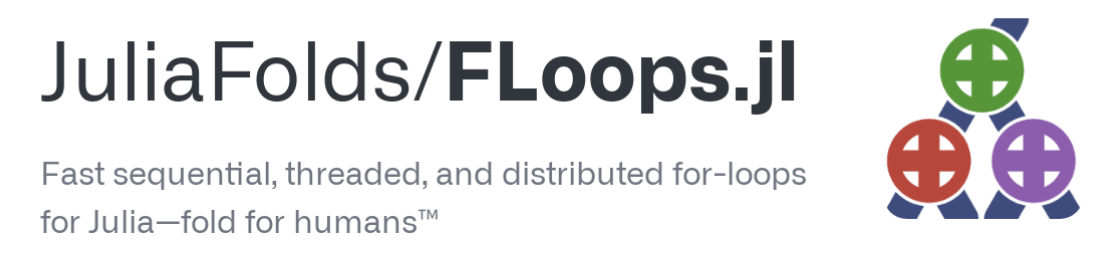 JuliaFolds/FLoops.jl
Fast sequential, threaded, and distributed for-loops
for Julia—fold for humans™